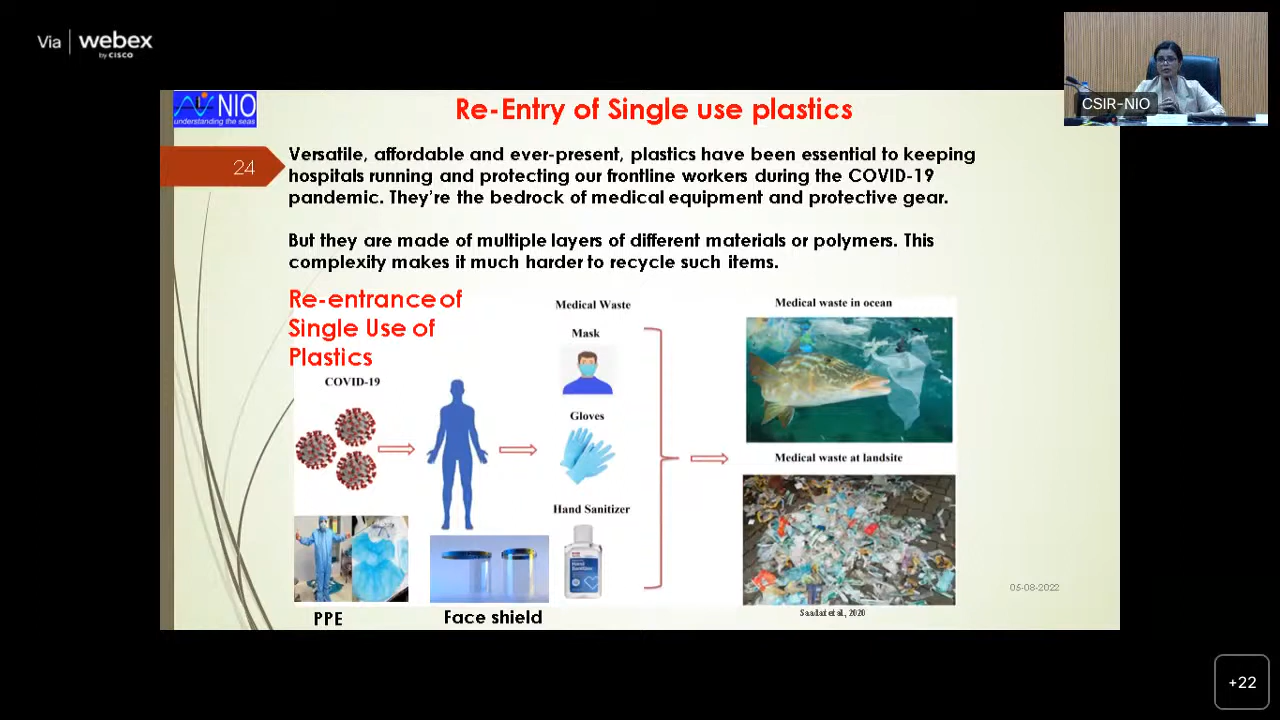 Via webex
by CISCO
CSIR-NIO
NIO
understanding the seas
Re-Entry of Single use plastics
24
Versatile, affordable and ever-present, plastics have been essential to keeping
hospitals running and protecting our frontline workers during the COVID-19
pandemic. They're the bedrock of medical equipment and protective gear.
But they are made of multiple layers of different materials or polymers. This
complexity makes it much harder to recycle such items.
Re-entrance of
Single Use of
Plastics
COVID-19
Medical Waste
Mask
Gloves
Hand Sanitizer
Medical waste in ocean
Medical waste at landsite
PPE
Face shield
05-08-2022
+22